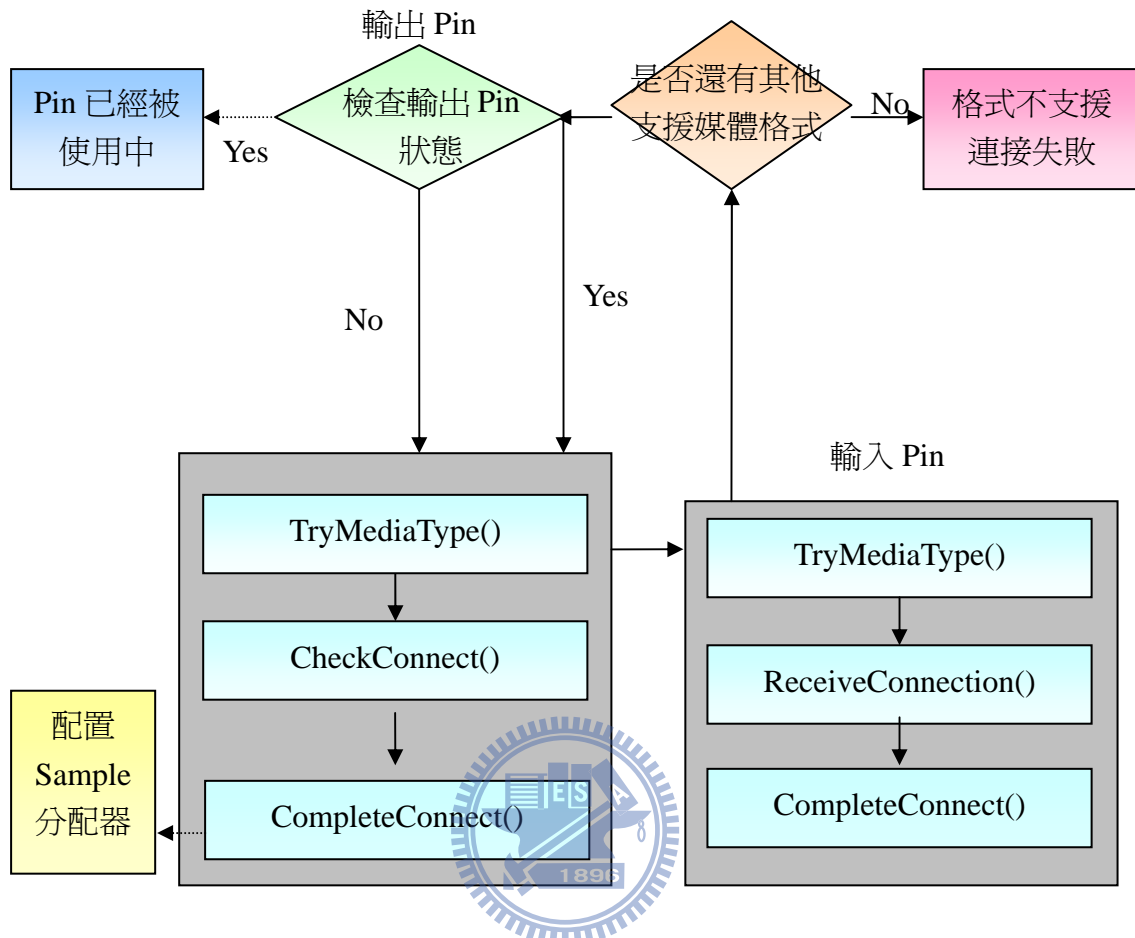 輸出 Pin
Pin 已經被
使用中
Yes
檢查輸出 Pin
狀態
是否還有其他
支援媒體格式
No
格式不支援
連接失敗
No
Yes
輸入 Pin
TryMediaType()
CheckConnect()
CompleteConnect()
TryMediaType()
ReceiveConnection()
CompleteConnect()
配置
Sample
分配器
E S A
8
1896